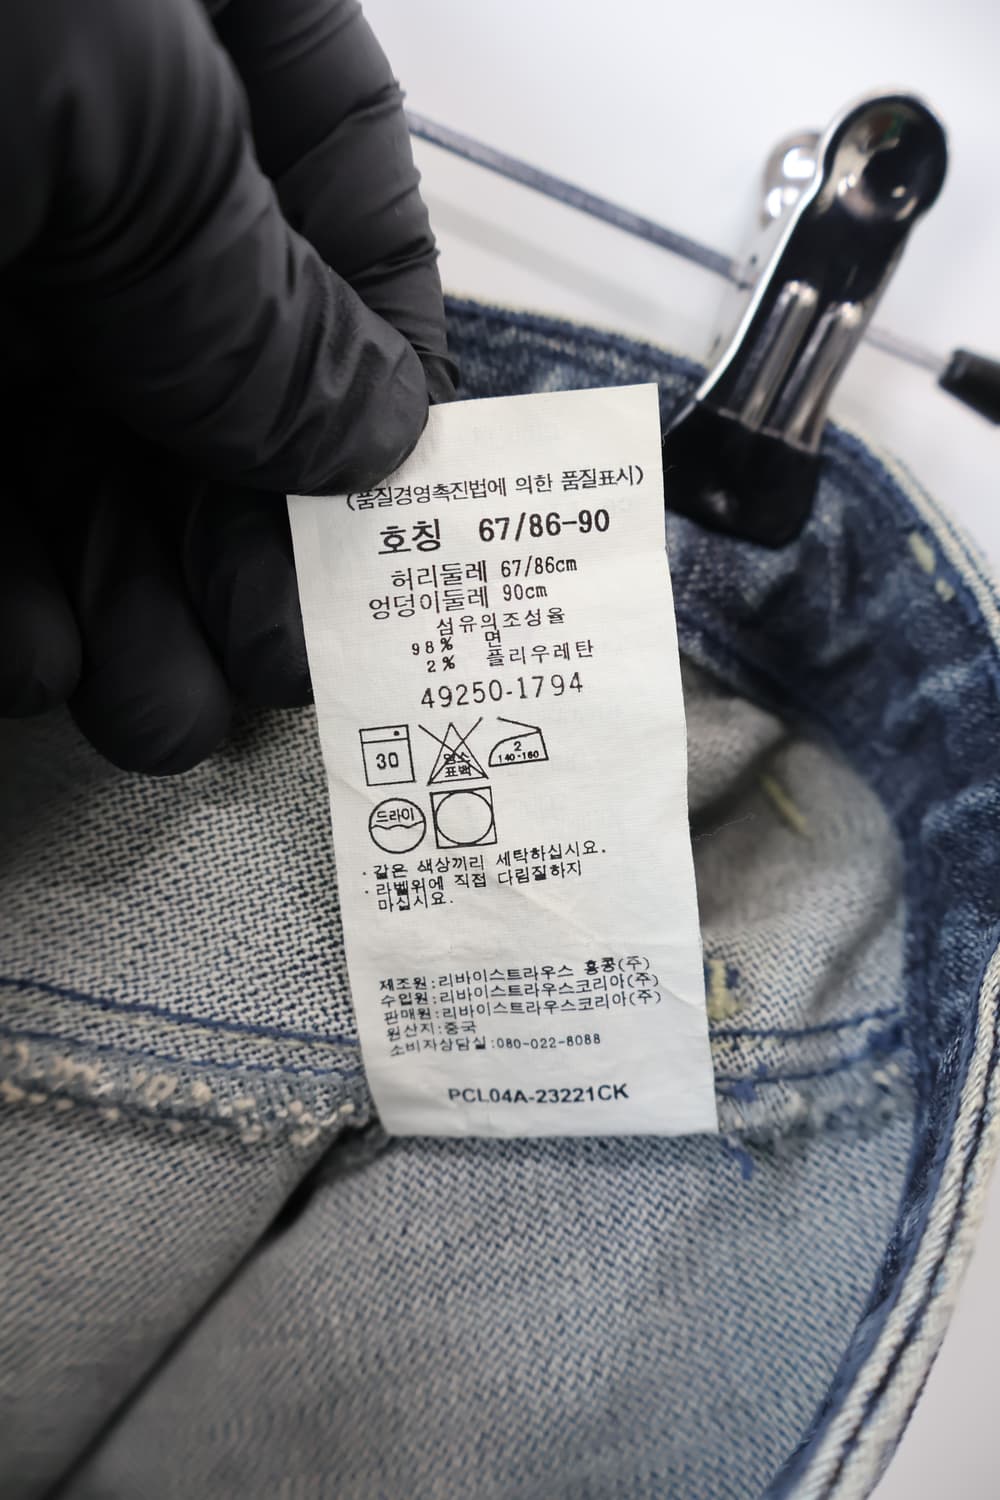 (품질경영촉진법에 의한 품질표시)
호칭 67/86-90
허리둘레 67/86cm
엉덩이둘레 90cm
섬유의조성율
98% 면
2% 플리우레탄
49250-1794
30
염소
표백
2
140-160
드라이
·같은 색상끼리 세탁하십시요.
·라벨위에 직접 다림질하지
마십시요.
제조원:리바이스트라우스 홍콩(주)
수입원:리바이스트라우스코리아(주)
판매원:리바이스트라우스코리아(주)
원산지:중국
소비자상담실:080-022-8088
PCL04A-23221CK